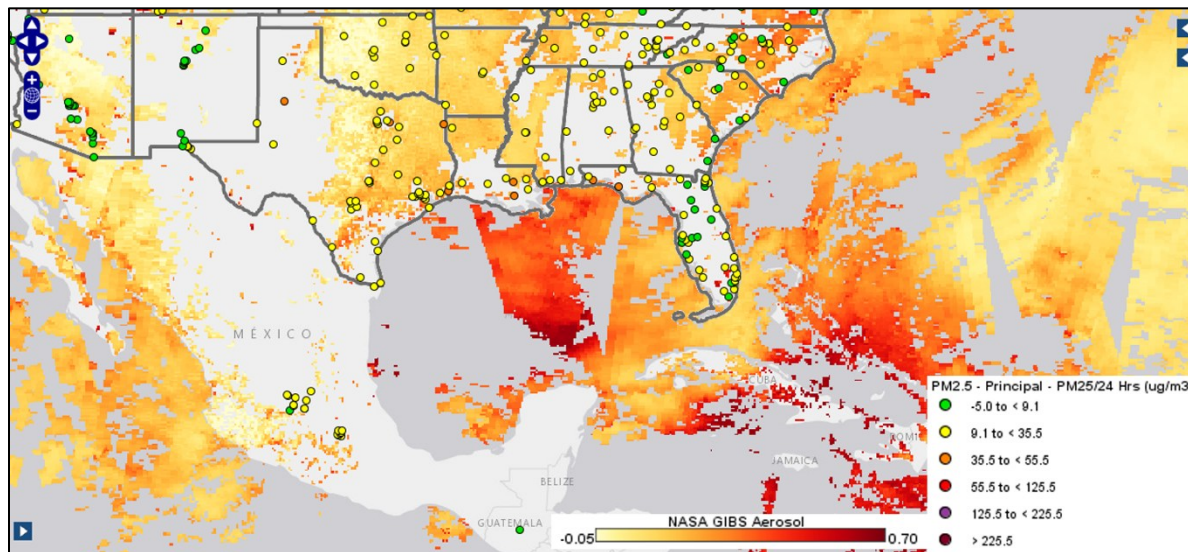 MÉXICO
CUBA
PM2.5 - Principal - PM25/24 Hrs (ug/m3
-5.0 to < 9.1
9.1 to < 35.5
35.5 to < 55.5
ROMI
JAMAICA
55.5 to < 125.5
BELIZE
125.5 to < 225.5
GUATEMALA
NASA GIBS Aerosol
-0.05
0.70
> 225.5